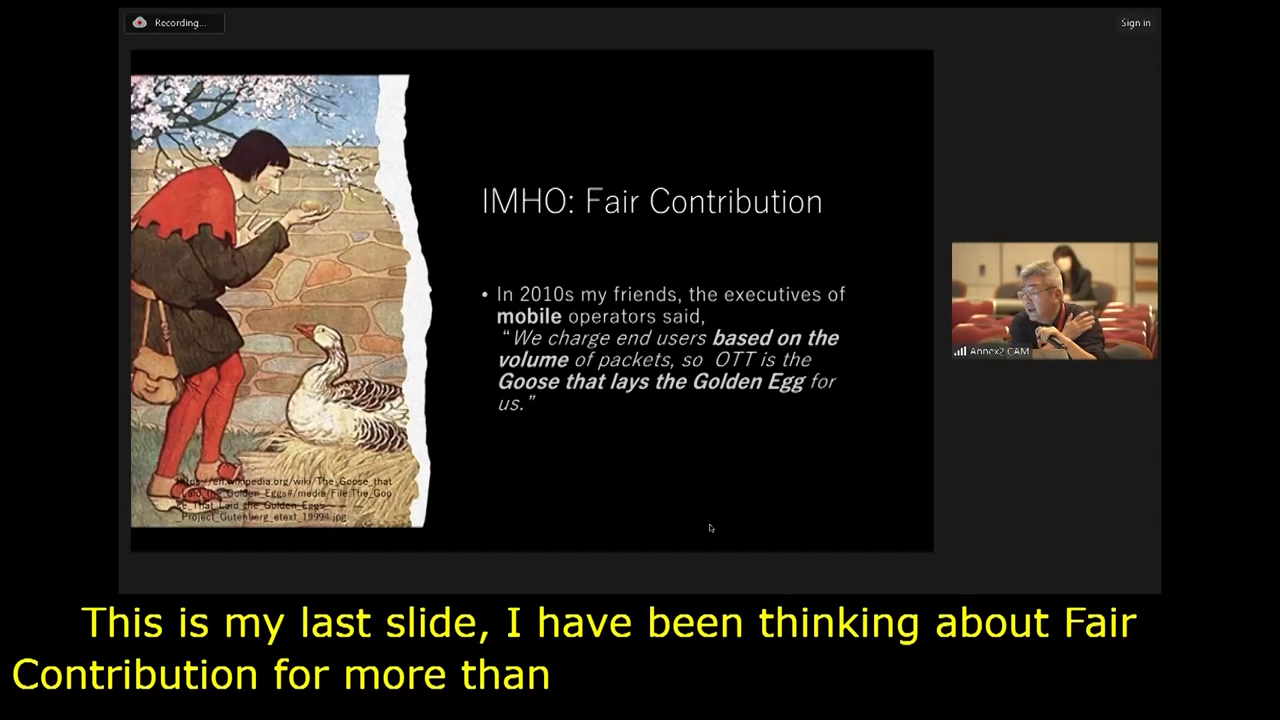 Recording...
Sign in
IMHO: Fair Contribution
• In 2010s my friends, the executives of
mobile operators said,
“We charge end users based on the
volume of packets, so OTT is the
Goose that lays the Golden Egg for
us.”
https://en.wikipedia.org/wiki/The_Goose_that
_Laid_the_Golden_Eggs#/media/File:The_Goo
se_That_Laid_the_Golden_Eggs_-
_Project_Gutenberg_etext_19994.jpg
Annex2 CAM
This is my last slide, I have been thinking about Fair
Contribution for more than